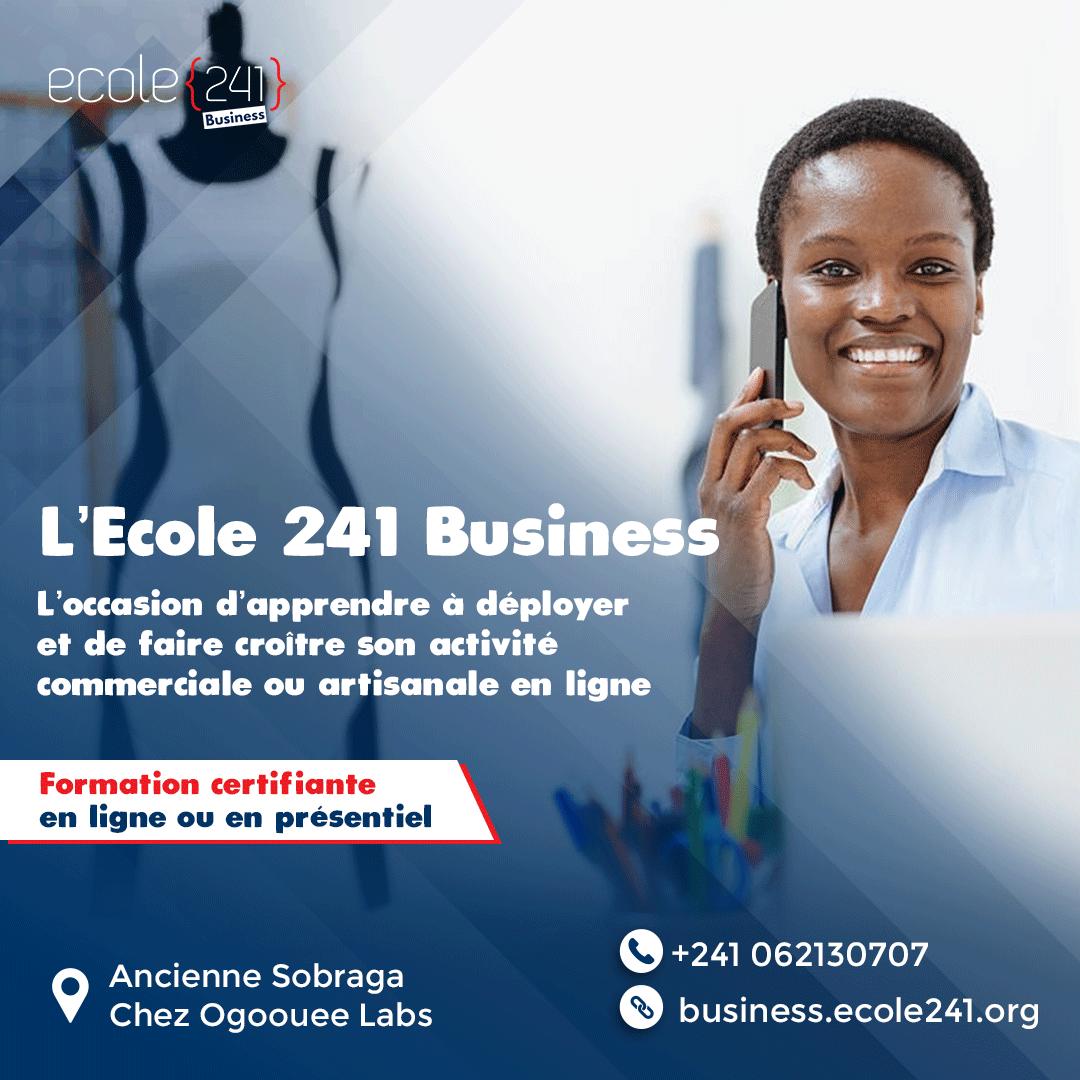 ecole{241}
Business
L'Ecole 241 Business
L'occasion d'apprendre à déployer
et de faire croître son activité
commerciale ou artisanale en ligne
Formation certifiante
en ligne ou en présentiel
Ancienne Sobraga
Chez Ogoouee Labs
+241 062130707
business.ecole241.org